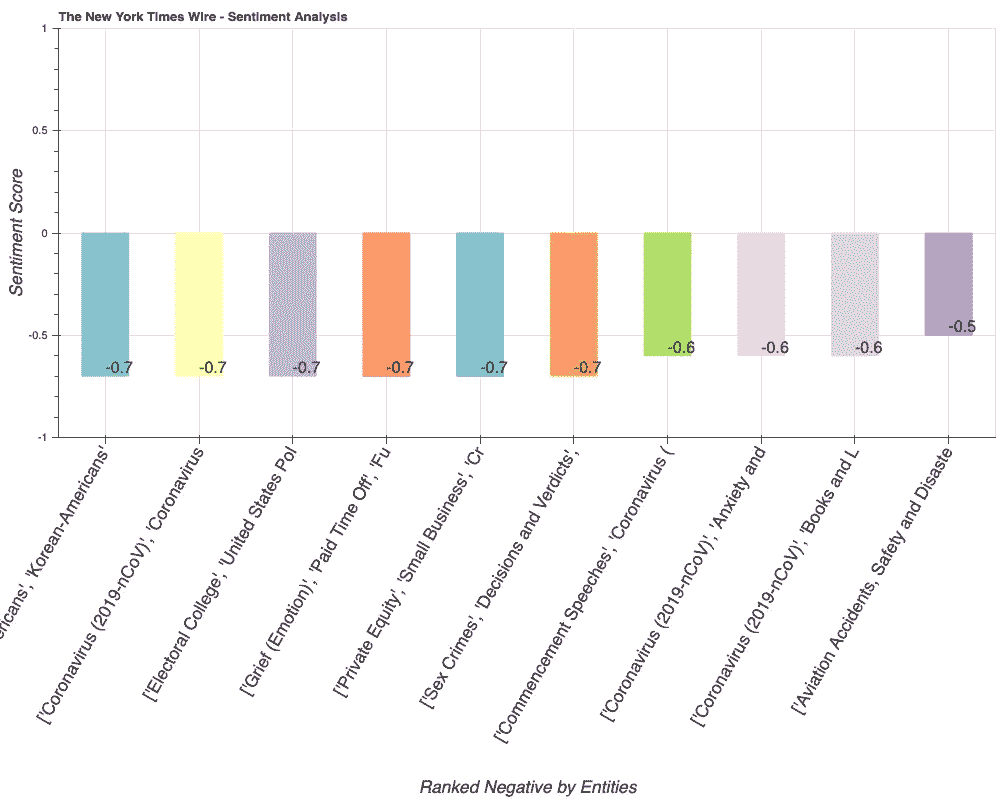 The New York Times Wire - Sentiment Analysis
1
0.5
0
-0.5
-1
Sentiment Score
-0.7
-0.7
-0.7
-0.7
-0.7
-0.7
-0.6
-0.6
-0.6
-0.5
'Korean-Americans'
['Coronavirus (2019-nCoV)', 'Coronavirus
['Electoral College', 'United States Pol
['Grief (Emotion)', 'Paid Time Off', 'Fu
['Private Equity', 'Small Business', 'Cr
['Sex Crimes', 'Decisions and Verdicts',
['Commencement Speeches', 'Coronavirus (
['Coronavirus (2019-nCoV)', 'Anxiety and
['Coronavirus (2019-nCoV)', 'Books and L
['Aviation Accidents, Safety and Disaste
Ranked Negative by Entities